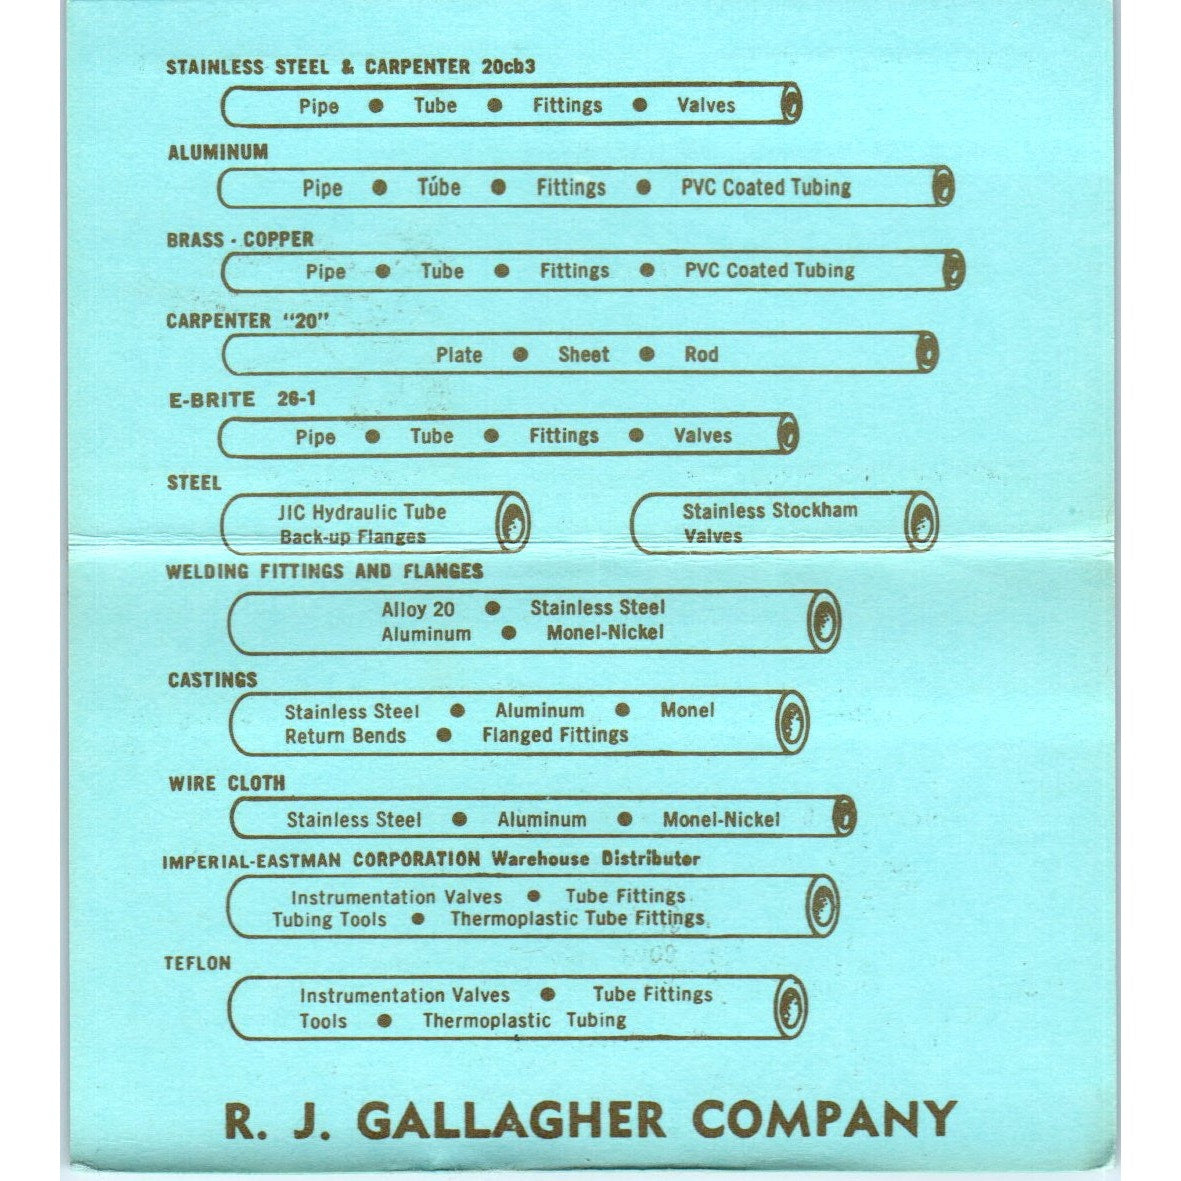 STAINLESS STEEL & CARPENTER 20cb3
Pipe ● Tube ● Fittings ● Valves
ALUMINUM
Pipe ● Túbe ● Fittings ● PVC Coated Tubing
BRASS - COPPER
Pipe ● Tube ● Fittings ● PVC Coated Tubing
CARPENTER "20"
Plate ● Sheet ● Rod
E-BRITE 26-1
Pipe ● Tube ● Fittings ● Valves
STEEL
JIC Hydraulic Tube
Back-up Flanges
Stainless Stockham
Valves
WELDING FITTINGS AND FLANGES
Alloy 20 ● Stainless Steel
Aluminum ● Monel-Nickel
CASTINGS
Stainless Steel ● Aluminum ● Monel
Return Bends ● Flanged Fittings
WIRE CLOTH
Stainless Steel ● Aluminum ● Monel-Nickel
IMPERIAL-EASTMAN CORPORATION Warehouse Distributor
Instrumentation Valves ● Tube Fittings
Tubing Tools ● Thermoplastic Tube Fittings
TEFLON
Instrumentation Valves ● Tube Fittings
Tools ● Thermoplastic Tubing
R. J. GALLAGHER COMPANY